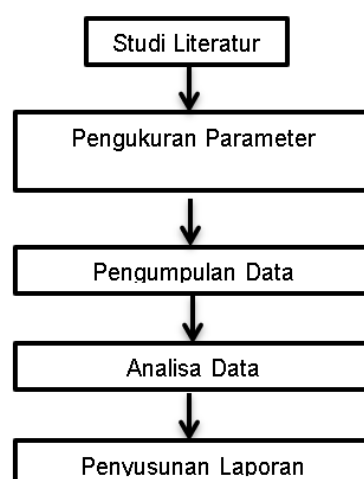 Studi Literatur
Pengukuran Parameter
Pengumpulan Data
Analisa Data
Penyusunan Laporan